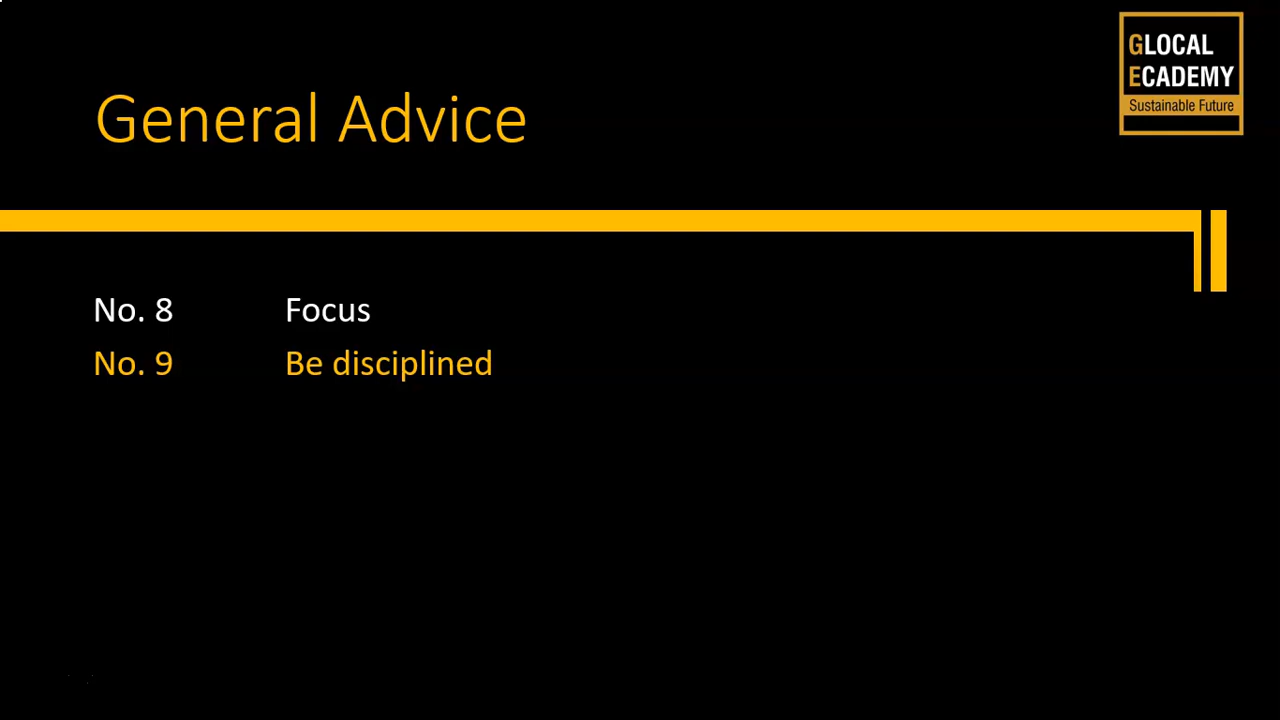 GLOCAL
ECADEMY
Sustainable Future
General Advice
No. 8 Focus
No. 9 Be disciplined